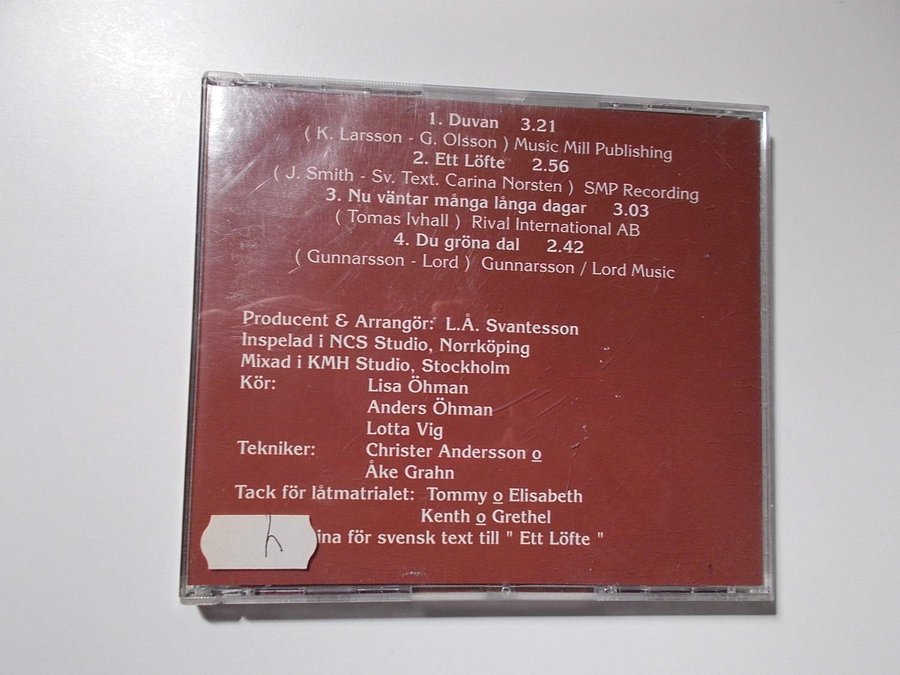 1. Duvan 3.21
( K. Larsson - G. Olsson ) Music Mill Publishing
2. Ett Löfte 2.56
( J. Smith - Sv. Text. Carina Norsten ) SMP Recording
3. Nu väntar många långa dagar 3.03
( Tomas Ivhall ) Rival International AB
4. Du gröna dal 2.42
( Gunnarsson - Lord ) Gunnarsson / Lord Music
Producent & Arrangör: L.Å. Svantesson
Inspelad i NCS Studio, Norrköping
Mixad i KMH Studio, Stockholm
Kör: Lisa Öhman
Anders Öhman
Lotta Vig
Tekniker: Christer Andersson o
Åke Grahn
Tack för låtmatrialet: Tommy o Elisabeth
Kenth o Grethel
ina för svensk text till " Ett Löfte "